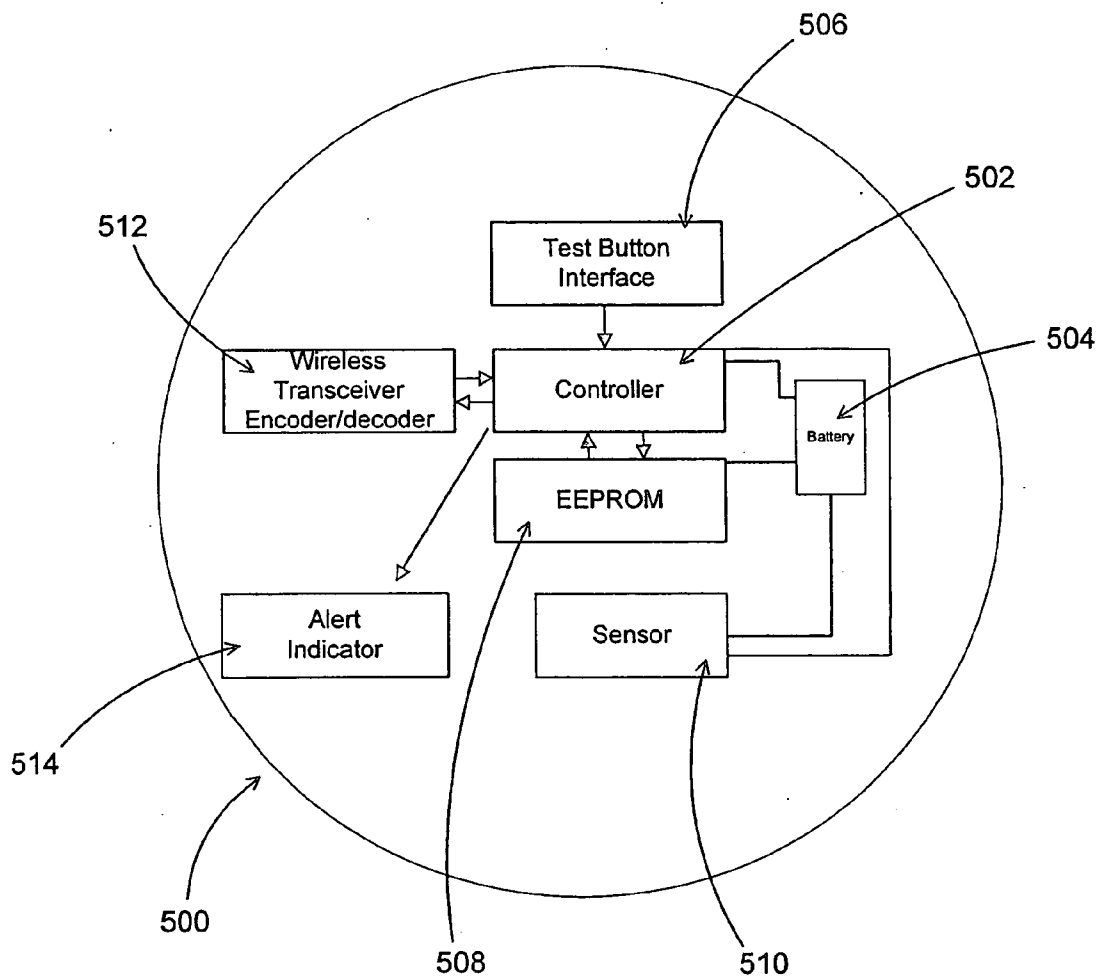 506
502
512
Test Button
Interface
504
Wireless
Transceiver
Encoder/decoder
Controller
Battery
EEPROM
Alert
Indicator
Sensor
514
500
508
510